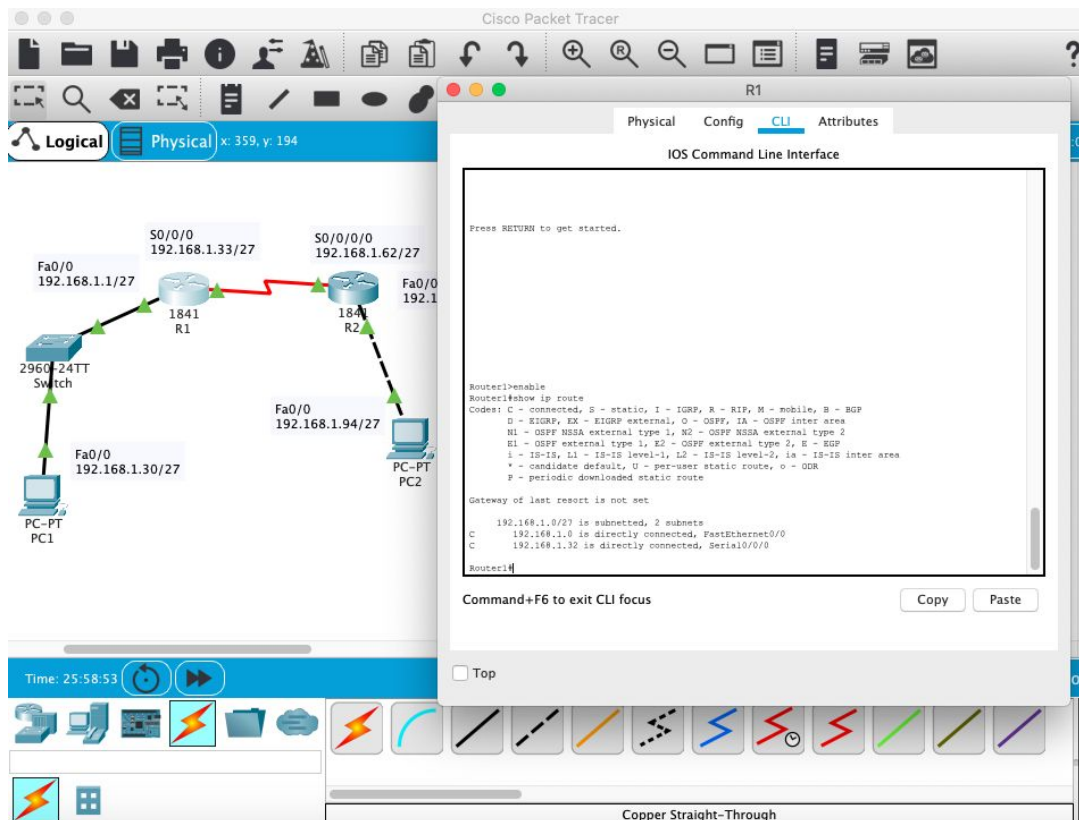 Cisco Packet Tracer
?
R1
Physical Config CLI Attributes
Logical
Physical
x: 359, y: 194
IOS Command Line Interface
S0/0/0
192.168.1.33/27
S0/0/0/0
192.168.1.62/27
Fa0/0
192.168.1.1/27
Fa0/0
192.1
1841
R1
1841
R2
2960-24TT
Switch
Fa0/0
192.168.1.94/27
Fa0/0
192.168.1.30/27
PC-PT
PC2
PC-PT
PC1
Press RETURN to get started.
Router1>enable
Router1#show ip route
Codes: C - connected, S - static, I - IGRP, R - RIP, M - mobile, B - BGP
D - EIGRP, EX - EIGRP external, O - OSPF, IA - OSPF inter area
N1 - OSPF NSSA external type 1, N2 - OSPF NSSA external type 2
E1 - OSPF external type 1, E2 - OSPF external type 2, E - EGP
i - IS-IS, L1 - IS-IS level-1, L2 - IS-IS level-2, ia - IS-IS inter area
* - candidate default, U - per-user static route, o - ODR
P - periodic downloaded static route
Gateway of last resort is not set
192.168.1.0/27 is subnetted, 2 subnets
C 192.168.1.0 is directly connected, FastEthernet0/0
C 192.168.1.32 is directly connected, Serial0/0/0
Router1#
Command+F6 to exit CLI focus
Copy
Paste
Top
Time: 25:58:53
Copper Straight-Through